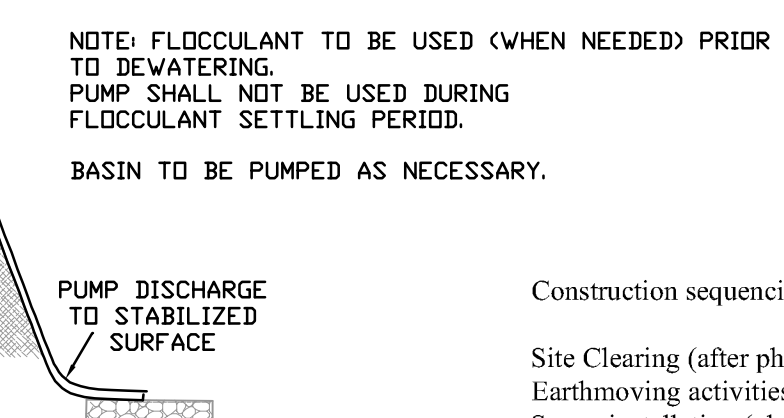 NOTE: FLOCCULANT TO BE USED (WHEN NEEDED) PRIOR
TO DEWATERING.
PUMP SHALL NOT BE USED DURING
FLOCCULANT SETTLING PERIOD.
BASIN TO BE PUMPED AS NECESSARY.
PUMP DISCHARGE
TO STABILIZED
SURFACE
Construction sequenci
Site Clearing (after ph
Earthmoving activities